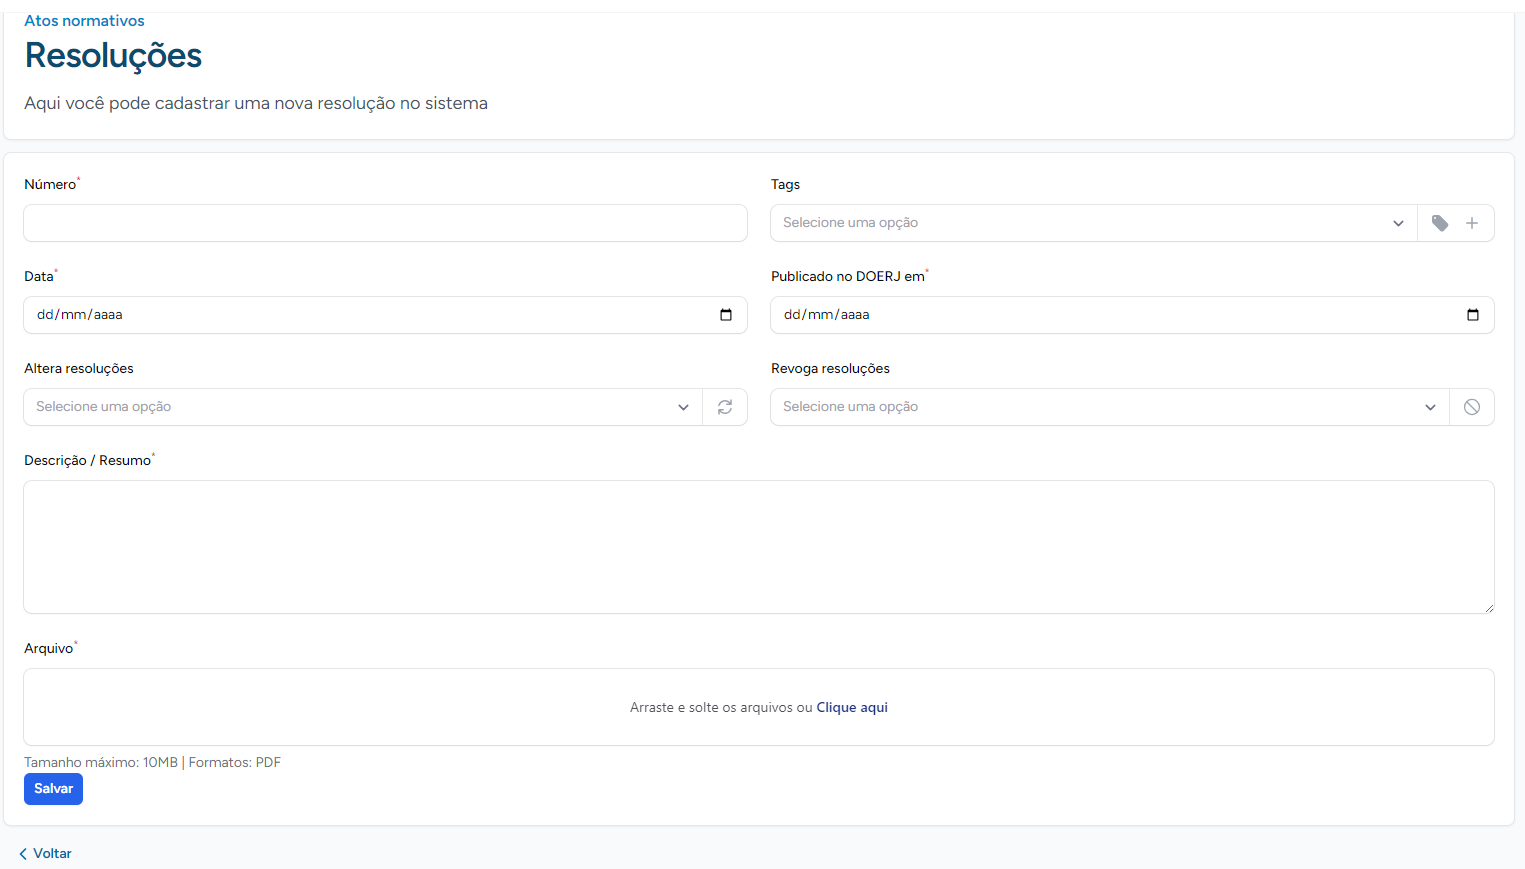 Atos normativos
Resoluções
Aqui você pode cadastrar uma nova resolução no sistema
Número*
Tags
Selecione uma opção
Data*
Publicado no DOERJ em*
dd/mm/aaaa
dd/mm/aaaa
Altera resoluções
Revoga resoluções
Selecione uma opção
Selecione uma opção
Descrição / Resumo*
Arquivo*
Arraste e solte os arquivos ou Clique aqui
Tamanho máximo: 10MB | Formatos: PDF
Salvar
Voltar